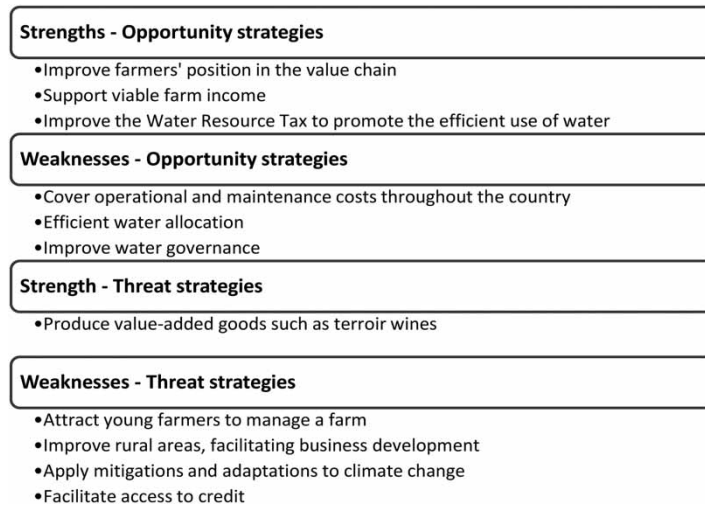 Strengths - Opportunity strategies
•Improve farmers' position in the value chain
•Support viable farm income
•Improve the Water Resource Tax to promote the efficient use of water
Weaknesses - Opportunity strategies
•Cover operational and maintenance costs throughout the country
•Efficient water allocation
•Improve water governance
Strength - Threat strategies
•Produce value-added goods such as terroir wines
Weaknesses - Threat strategies
•Attract young farmers to manage a farm
•Improve rural areas, facilitating business development
•Apply mitigations and adaptations to climate change
•Facilitate access to credit